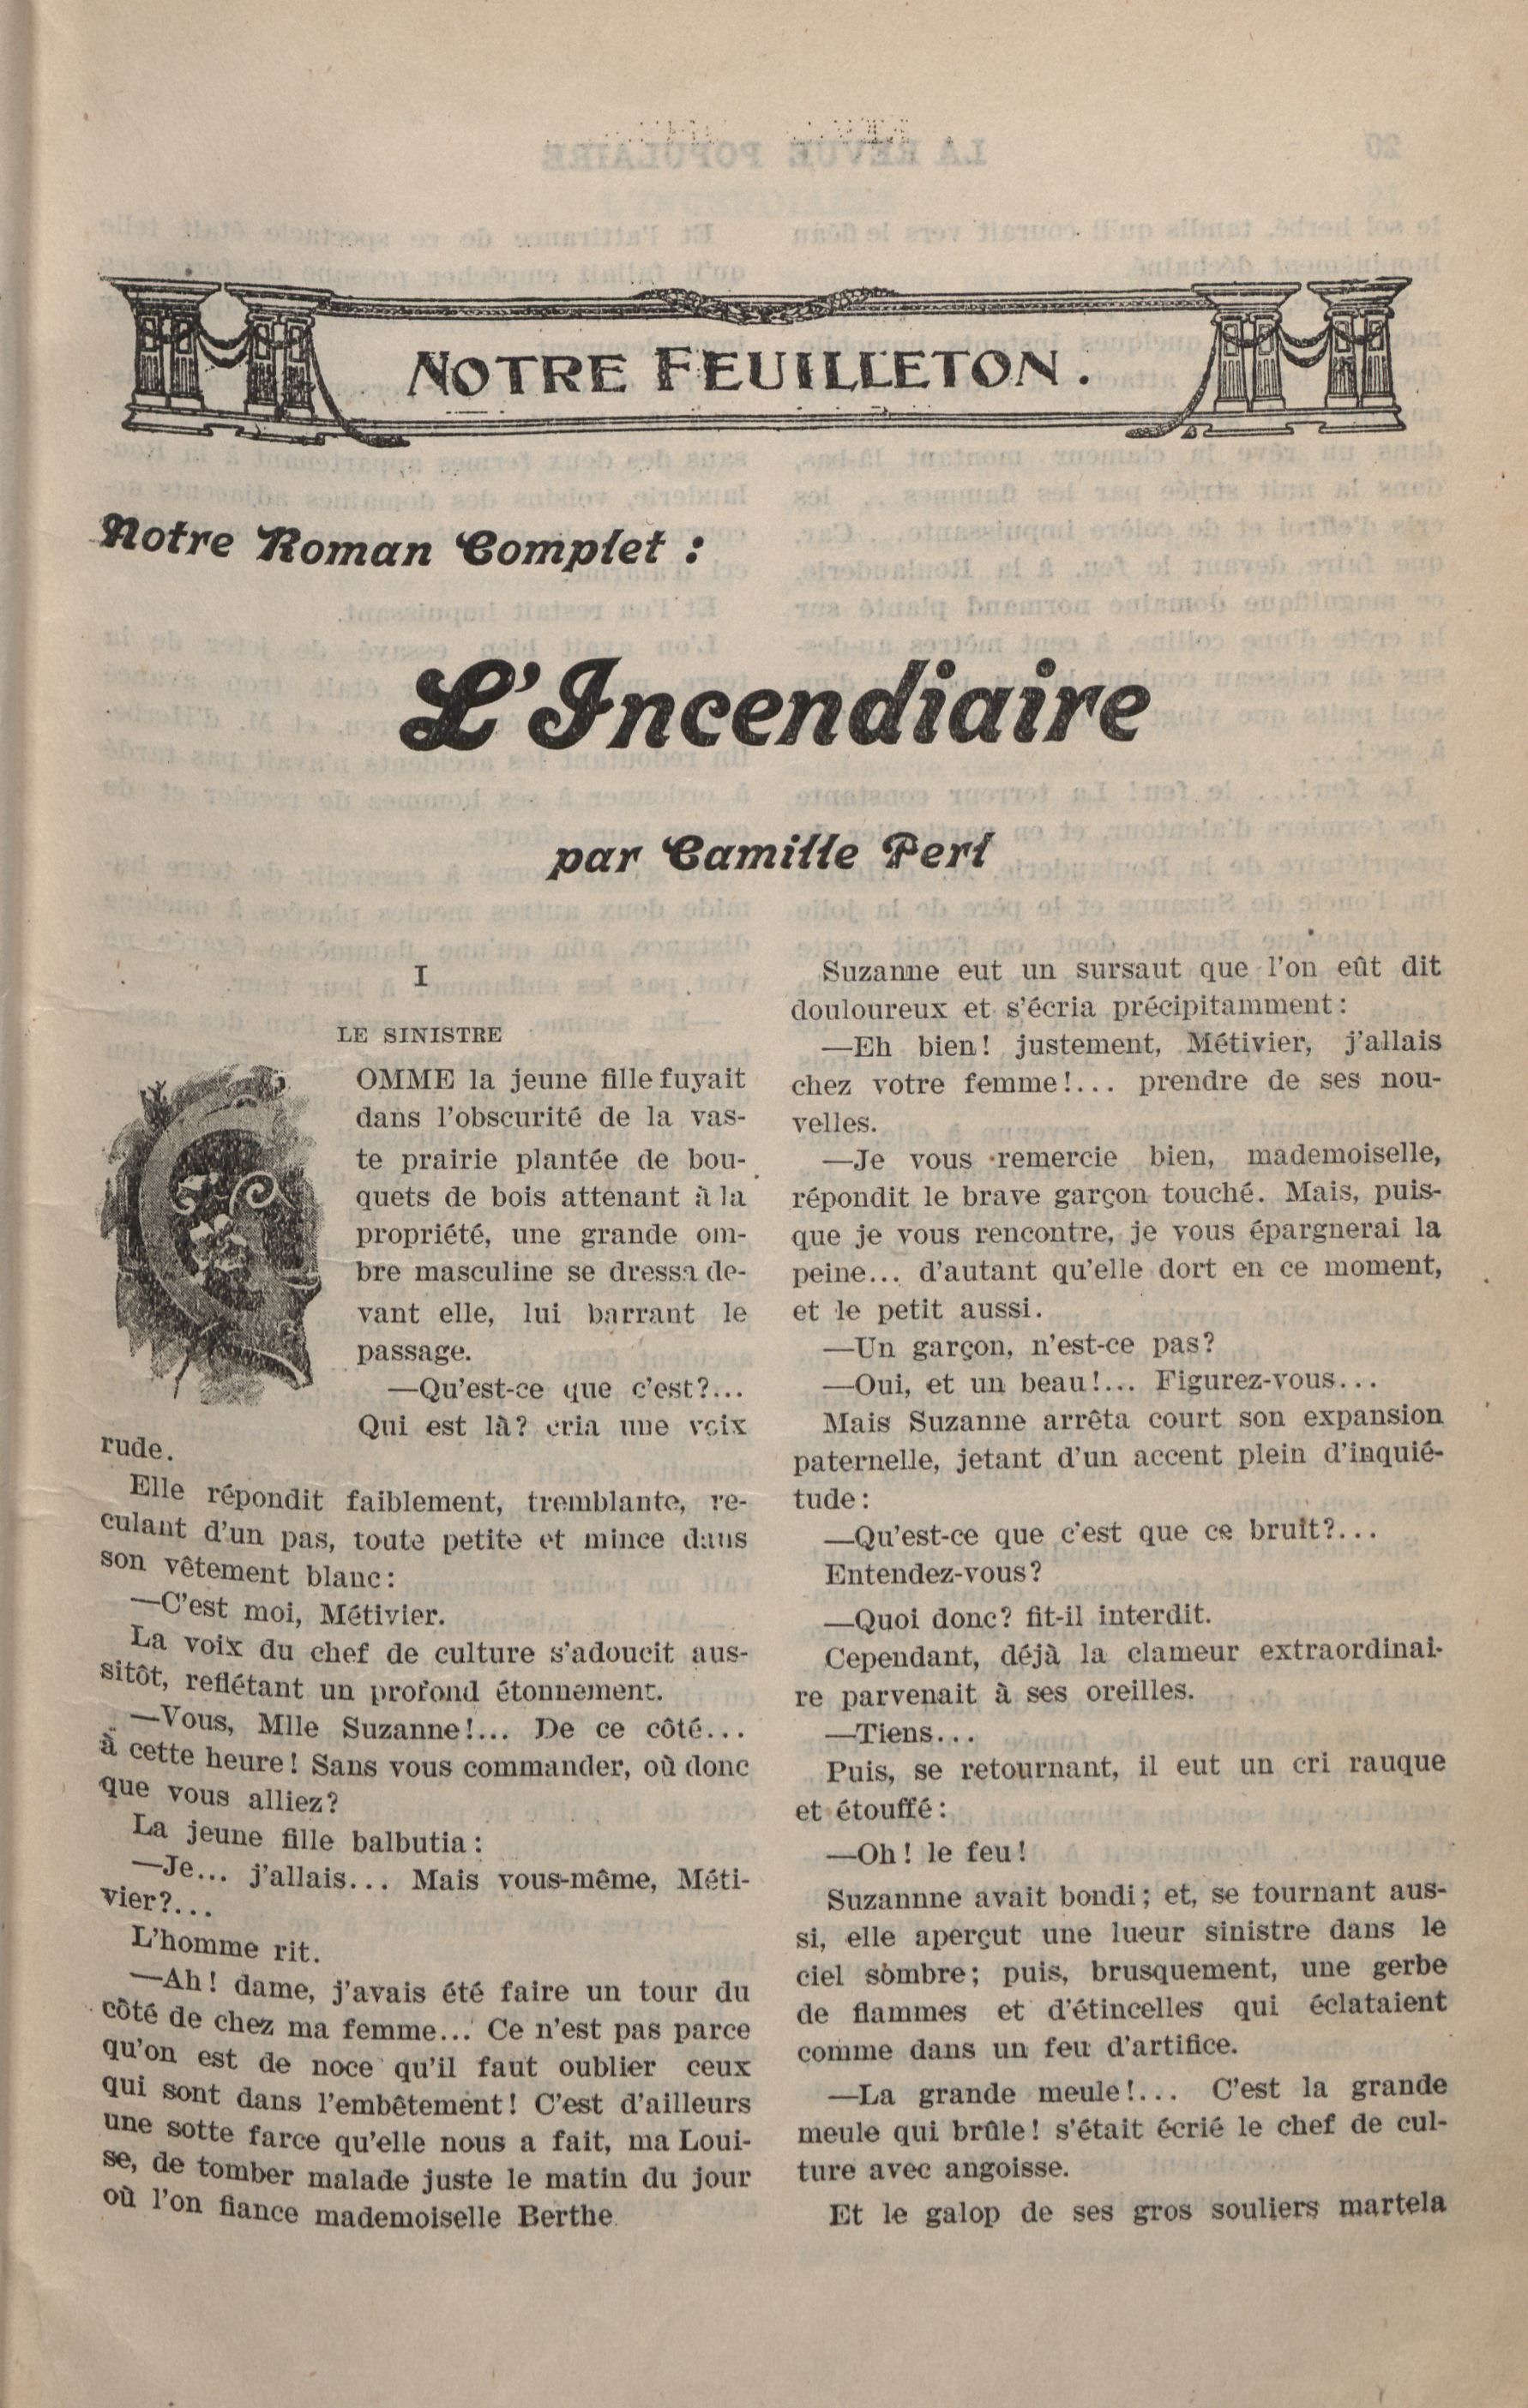 NOTRE FEUILLETON.
Notre Roman Complet :
L'Incendiaire
par Camille Pert
I
LE SINISTRE
COMME la jeune fille fuyait
dans l'obscurité de la vas-
te prairie plantée de bou-
quets de bois attenant à la
propriété, une grande om-
bre masculine se dressa de-
vant elle, lui barrant le
passage.
—Qu'est-ce que c'est?...
Qui est là? cria une voix
rude.
Elle répondit faiblement, tremblante, re-
culant d'un pas, toute petite et mince dans
son vêtement blanc:
—C'est moi, Métivier.
La voix du chef de culture s'adoucit aus-
sitôt, reflétant un profond étonnement.
—Vous, Mlle Suzanne!... De ce côté...
à cette heure! Sans vous commander, où donc
que vous alliez?
La jeune fille balbutia:
—Je... j'allais... Mais vous-même, Méti-
vier?...
L'homme rit.
—Ah! dame, j'avais été faire un tour du
côté de chez ma femme... Ce n'est pas parce
qu'on est de noce qu'il faut oublier ceux
qui sont dans l'embêtement! C'est d'ailleurs
une sotte farce qu'elle nous a fait, ma Loui-
se, de tomber malade juste le matin du jour
où l'on fiance mademoiselle Berthe.
Suzanne eut un sursaut que l'on eût dit
douloureux et s'écria précipitamment:
—Eh bien! justement, Métivier, j'allais
chez votre femme!... prendre de ses nou-
velles.
—Je vous remercie bien, mademoiselle,
répondit le brave garçon touché. Mais, puis-
que je vous rencontre, je vous épargnerai la
peine... d'autant qu'elle dort en ce moment,
et le petit aussi.
—Un garçon, n'est-ce pas?
—Oui, et un beau!... Figurez-vous...
Mais Suzanne arrêta court son expansion
paternelle, jetant d'un accent plein d'inquié-
tude:
—Qu'est-ce que c'est que ce bruit?...
Entendez-vous?
—Quoi donc? fit-il interdit.
Cependant, déjà la clameur extraordinai-
re parvenait à ses oreilles.
—Tiens...
Puis, se retournant, il eut un cri rauque
et étouffé:
—Oh! le feu!
Suzannne avait bondi; et, se tournant aus-
si, elle aperçut une lueur sinistre dans le
ciel sombre; puis, brusquement, une gerbe
de flammes et d'étincelles qui éclataient
comme dans un feu d'artifice.
—La grande meule!... C'est la grande
meule qui brûle! s'était écrié le chef de cul-
ture avec angoisse.
Et le galop de ses gros souliers martela